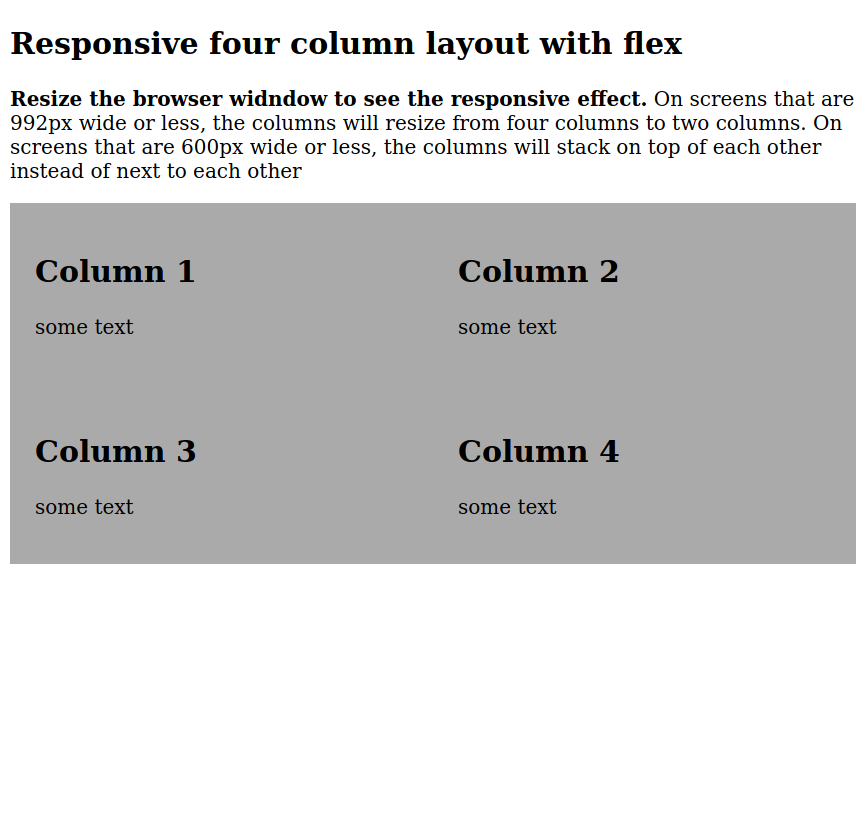 Responsive four column layout with flex
Resize the browser widndow to see the responsive effect. On screens that are
992px wide or less, the columns will resize from four columns to two columns. On
screens that are 600px wide or less, the columns will stack on top of each other
instead of next to each other
Column 1
some text
Column 2
some text
Column 3
some text
Column 4
some text